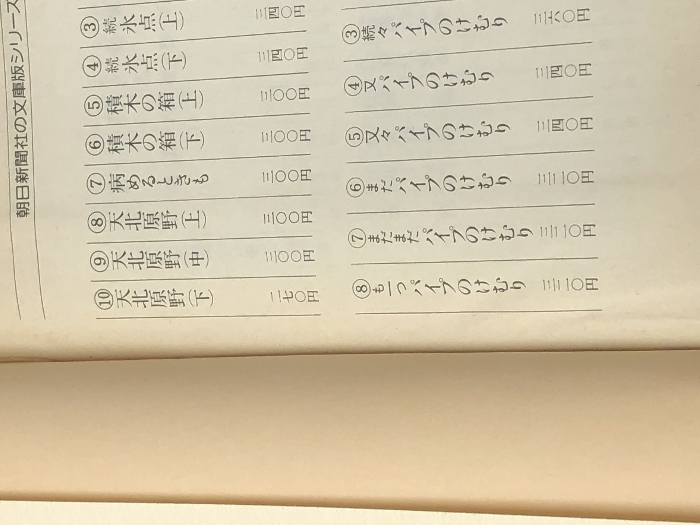 朝日新聞社の文庫版シリーズ
③続 氷点(上) 三四〇円
④続 氷点(下) 三四〇円
⑤積木の箱(上) 三〇〇円
⑥積木の箱(下) 三〇〇円
⑦病めるときも 三〇〇円
⑧天北原野(上) 三〇〇円
⑨天北原野(中) 三〇〇円
⑩天北原野(下) 二七〇円
③続々パイプのけむり 三六〇円
④又パイプのけむり 三四〇円
⑤又々パイプのけむり 三四〇円
⑥まだパイプのけむり 三二〇円
⑦まだまだパイプのけむり 三二〇円
⑧も一つパイプのけむり 三二〇円